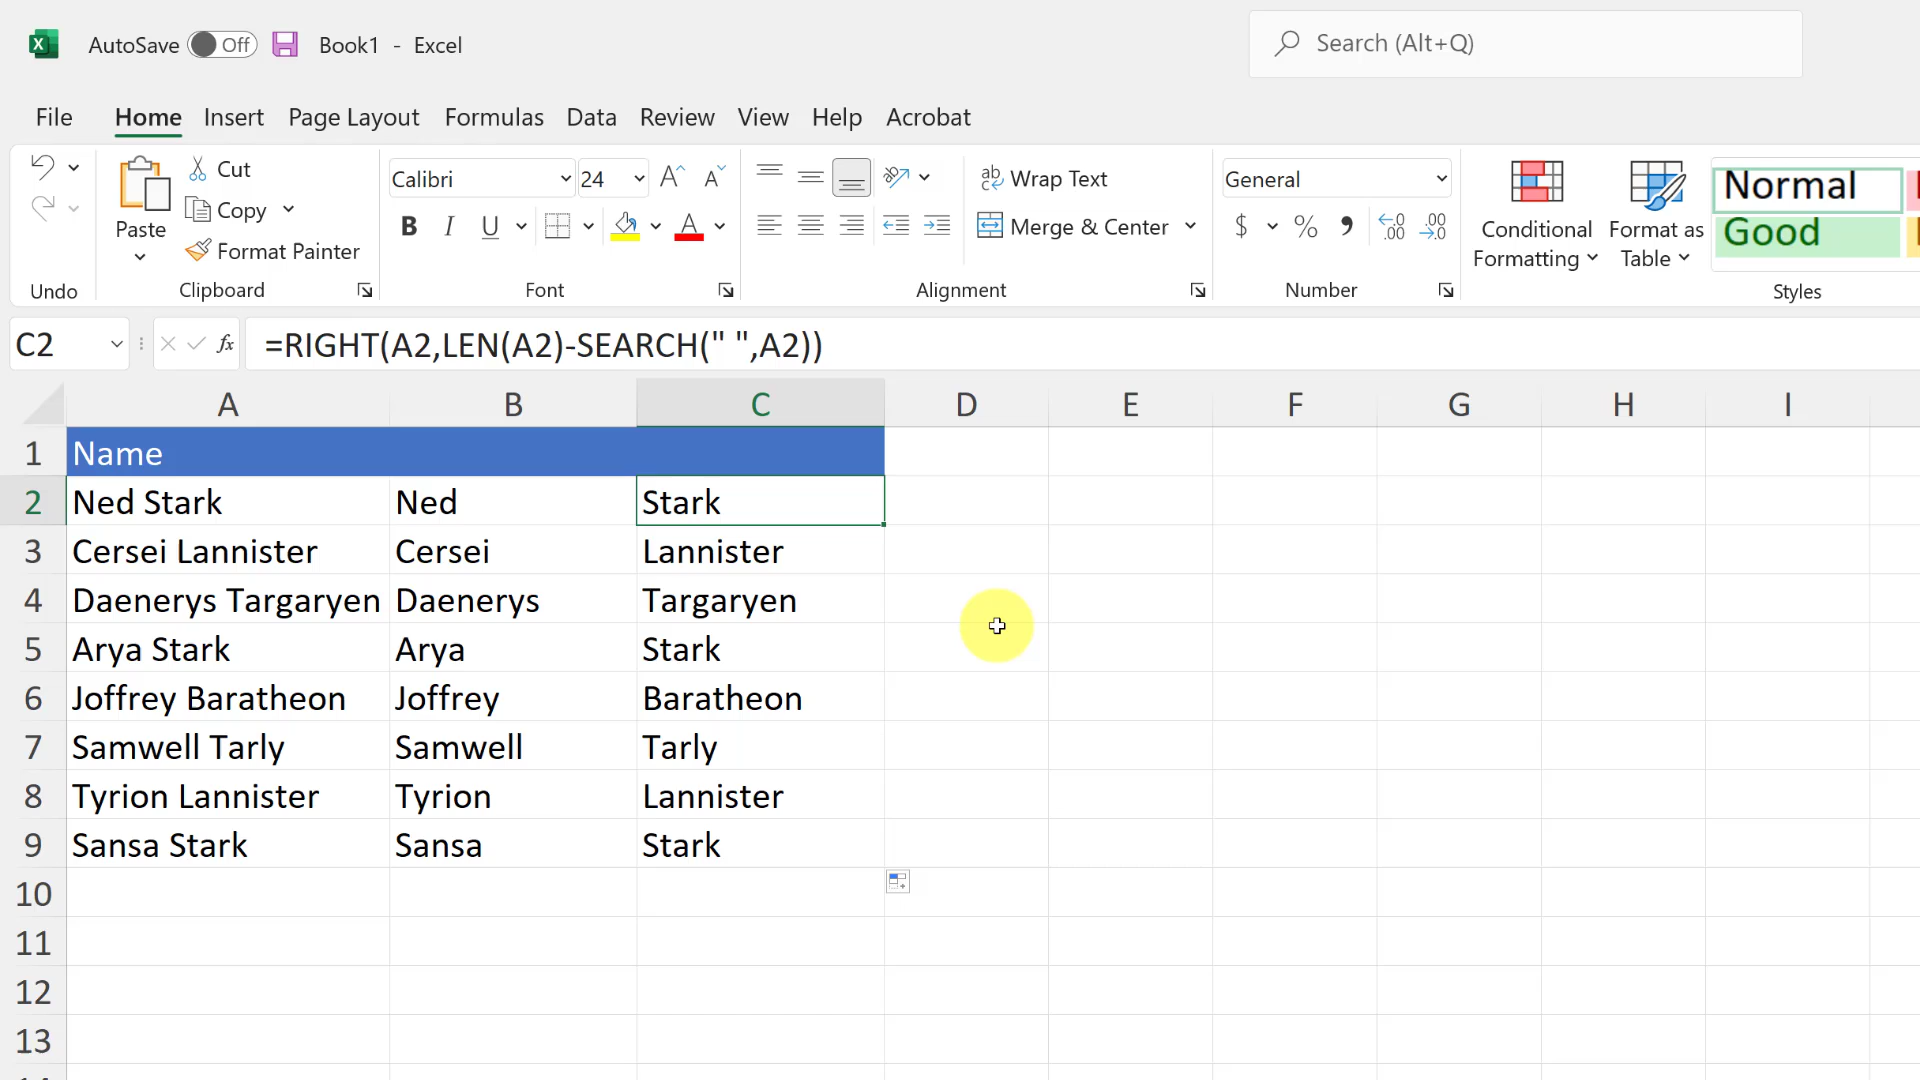 AutoSave Off Book1 - Excel Search (Alt+Q)
File Home Insert Page Layout Formulas Data Review View Help Acrobat
Undo
Paste
Cut
Copy
Format Painter
Clipboard
Calibri 24
B I U A
Font
Wrap Text
Merge & Center
Alignment
General
$ % , .00 .00
Number
Conditional Formatting
Format as Table
Normal
Good
Styles
C2 fx =RIGHT(A2,LEN(A2)-SEARCH(" ",A2))
A B C D E F G H I
1 Name
2 Ned Stark Ned Stark
3 Cersei Lannister Cersei Lannister
4 Daenerys Targaryen Daenerys Targaryen
5 Arya Stark Arya Stark
6 Joffrey Baratheon Joffrey Baratheon
7 Samwell Tarly Samwell Tarly
8 Tyrion Lannister Tyrion Lannister
9 Sansa Stark Sansa Stark
10
11
12
13